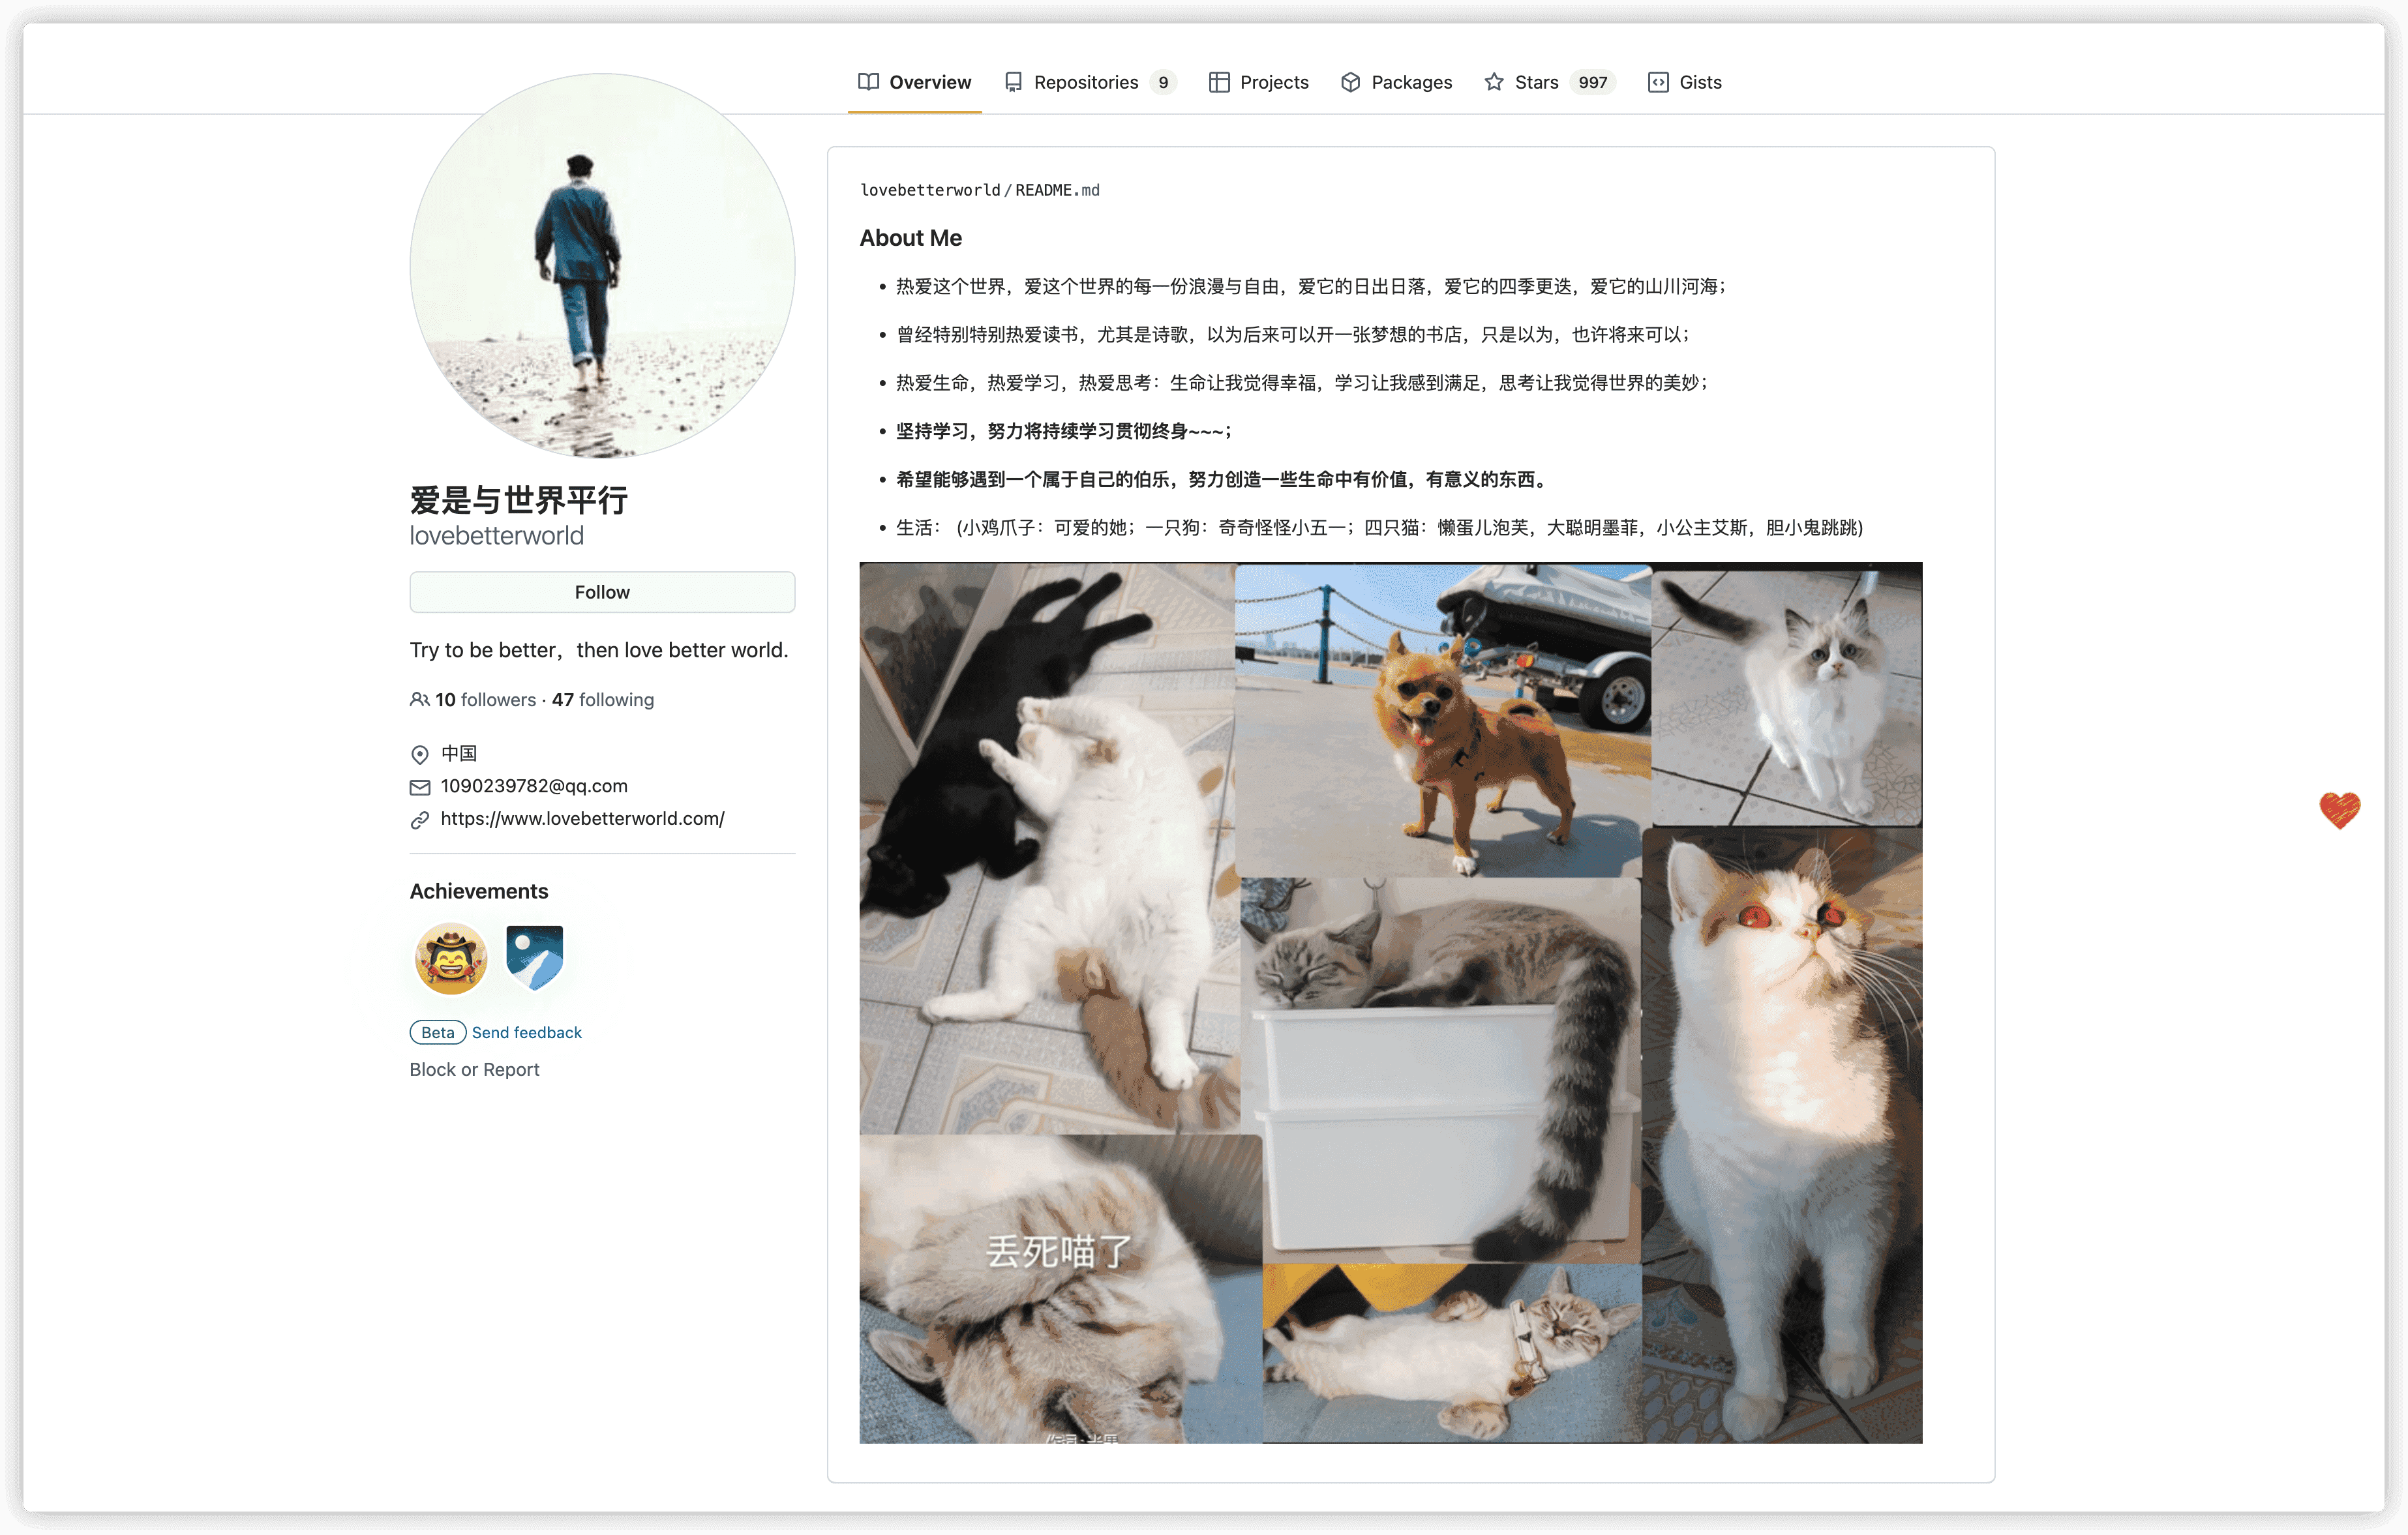 Overview Repositories 9 Projects Packages Stars 997 Gists
爱是与世界平行
lovebetterworld
Follow
Try to be better，then love better world.
10 followers · 47 following
中国
1090239782@qq.com
https://www.lovebetterworld.com/
Achievements
Beta Send feedback
Block or Report
lovebetterworld/README.md
About Me
热爱这个世界，爱这个世界的每一份浪漫与自由，爱它的日出日落，爱它的四季更迭，爱它的山川河海；
曾经特别特别热爱读书，尤其是诗歌，以为后来可以开一张梦想的书店，只是以为，也许将来可以；
热爱生命，热爱学习，热爱思考：生命让我觉得幸福，学习让我感到满足，思考让我觉得世界的美妙；
坚持学习，努力将持续学习贯彻终身~~~；
希望能够遇到一个属于自己的伯乐，努力创造一些生命中有价值，有意义的东西。
生活：（小鸡爪子：可爱的她；一只狗：奇奇怪怪小五一；四只猫：懒蛋儿泡芙，大聪明墨菲，小公主艾斯，胆小鬼跳跳)
丢死喵了